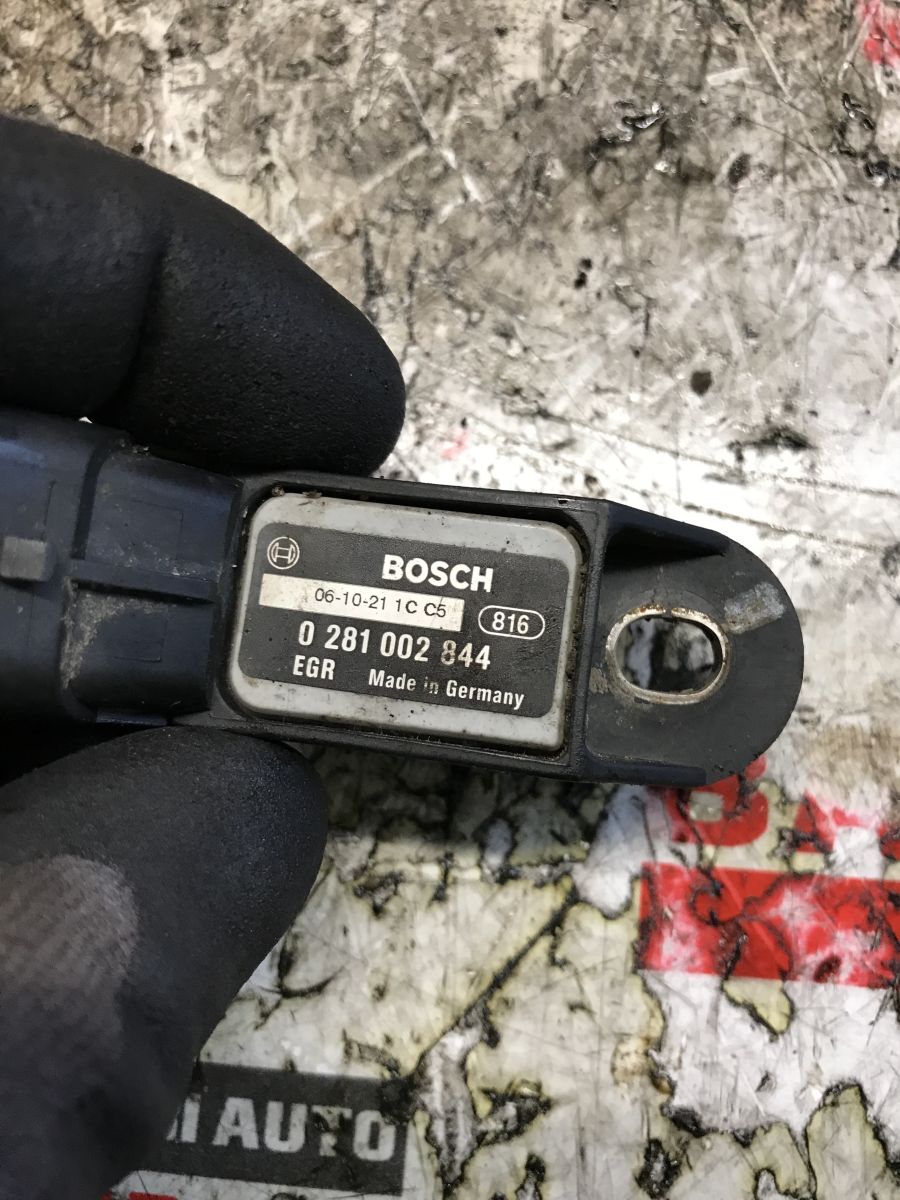 BOSCH
06-10-21 1C C5
816
0 281 002 844
EGR Made in Germany
AUTO